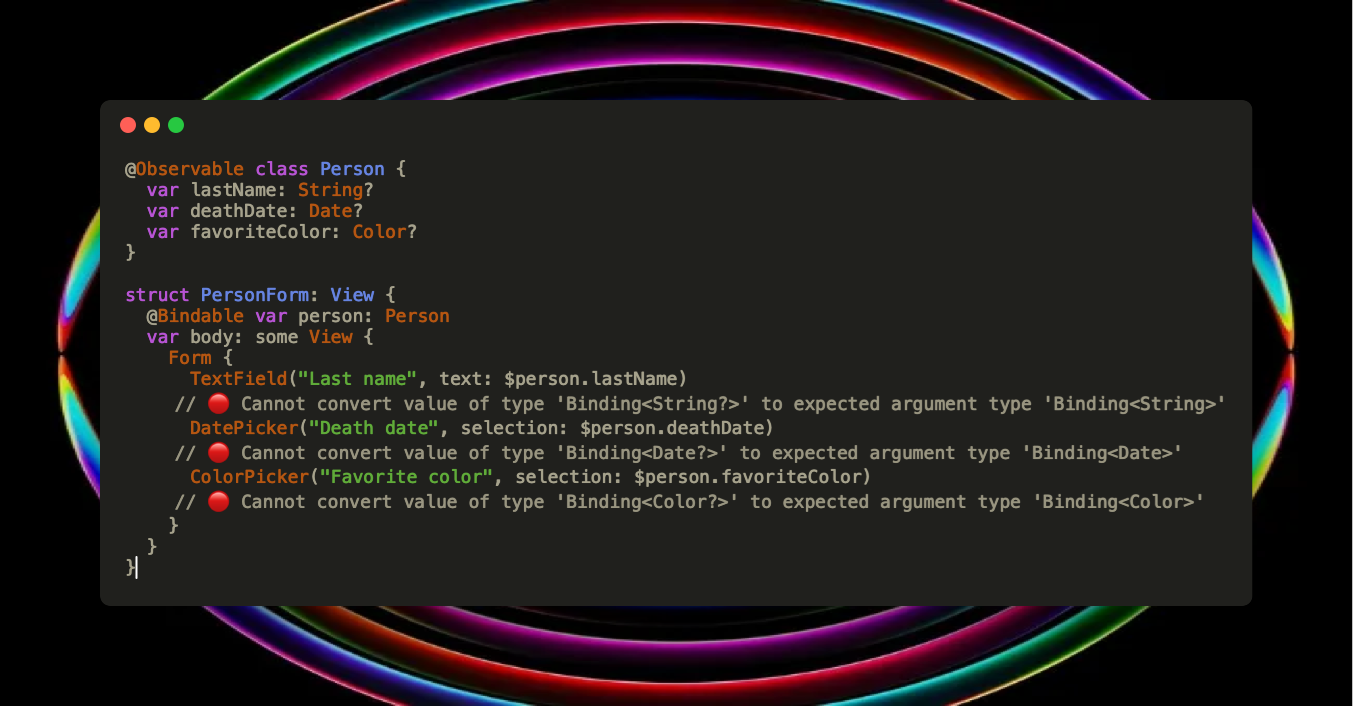 @Observable class Person {
  var lastName: String?
  var deathDate: Date?
  var favoriteColor: Color?
}

struct PersonForm: View {
  @Bindable var person: Person
  var body: some View {
    Form {
      TextField("Last name", text: $person.lastName)
    // 🔴 Cannot convert value of type 'Binding<String?>' to expected argument type 'Binding<String>'
      DatePicker("Death date", selection: $person.deathDate)
    // 🔴 Cannot convert value of type 'Binding<Date?>' to expected argument type 'Binding<Date>'
      ColorPicker("Favorite color", selection: $person.favoriteColor)
    // 🔴 Cannot convert value of type 'Binding<Color?>' to expected argument type 'Binding<Color>'
    }
  }
}